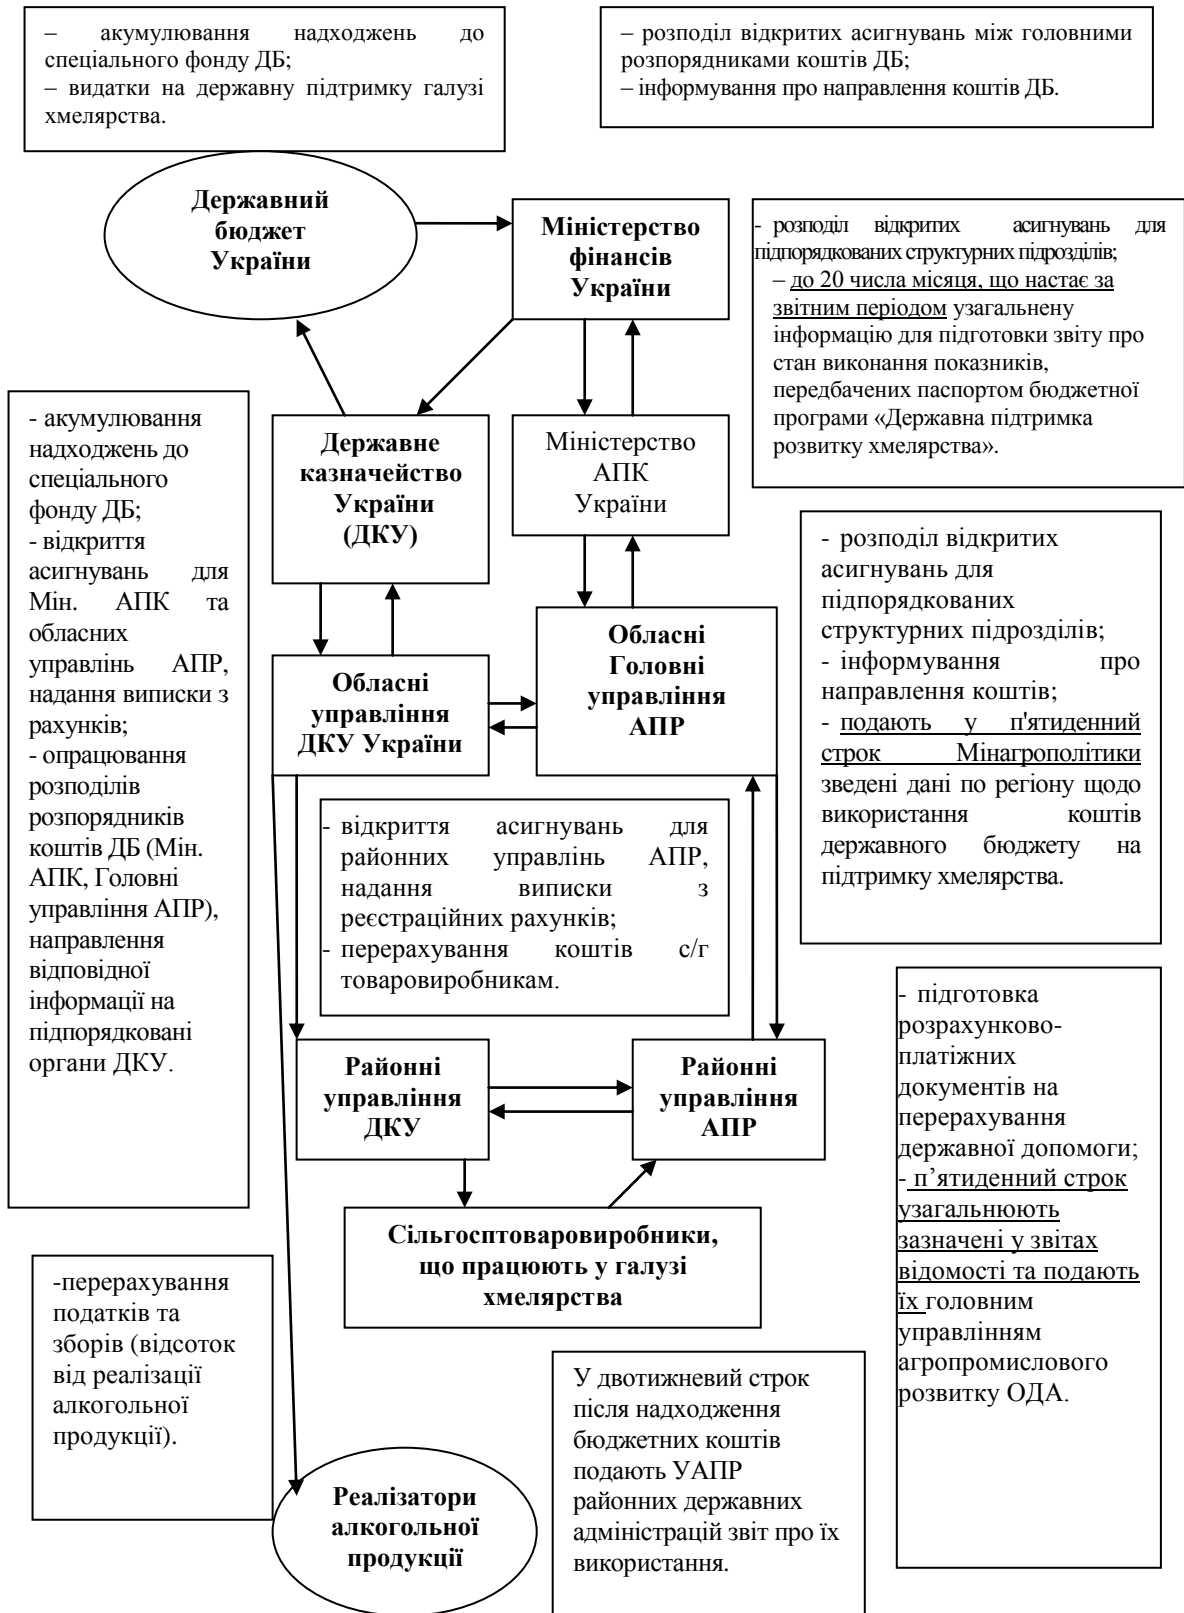 – акумулювання надходжень до
спеціального фонду ДБ;
– видатки на державну підтримку галузі
хмелярства.
– розподіл відкритих асигнувань між головними
розпорядниками коштів ДБ;
– інформування про направлення коштів ДБ.
Державний
бюджет
України
Міністерство
фінансів
України
- розподіл відкритих асигнувань для
підпорядкованих структурних підрозділів;
– до 20 числа місяця, що настає за
звітним періодом узагальнену
інформацію для підготовки звіту про
стан виконання показників,
передбачених паспортом бюджетної
програми «Державна підтримка
розвитку хмелярства».
- акумулювання
надходжень до
спеціального
фонду ДБ;
- відкриття
асигнувань для
Мін. АПК та
обласних
управлінь АПР,
надання виписки з
рахунків;
- опрацювання
розподілів
розпорядників
коштів ДБ (Мін.
АПК, Головні
управління АПР),
направлення
відповідної
інформації на
підпорядковані
органи ДКУ.
Державне
казначейство
України
(ДКУ)
Міністерство
АПК
України
- розподіл відкритих
асигнувань для
підпорядкованих
структурних підрозділів;
- інформування про
направлення коштів;
- подають у п'ятиденний
строк Мінагрополітики
зведені дані по регіону щодо
використання коштів
державного бюджету на
підтримку хмелярства.
Обласні
управління
ДКУ України
Обласні
Головні
управління
АПР
- відкриття асигнувань для
районних управлінь АПР,
надання виписки з
реєстраційних рахунків;
- перерахування коштів с/г
товаровиробникам.
Районні
управління
ДКУ
Районні
управління
АПР
- підготовка
розрахунково-
платіжних
документів на
перерахування
державної допомоги;
- п’ятиденний строк
узагальнюють
зазначені у звітах
відомості та подають
їх головним
управлінням
агропромислового
розвитку ОДА.
Сільгосптоваровиробники,
що працюють у галузі
хмелярства
-перерахування
податків та
зборів (відсоток
від реалізації
алкогольної
продукції).
У двотижневий строк
після надходження
бюджетних коштів
подають УАПР
районних державних
адміністрацій звіт про їх
використання.
Реалізатори
алкогольної
продукції